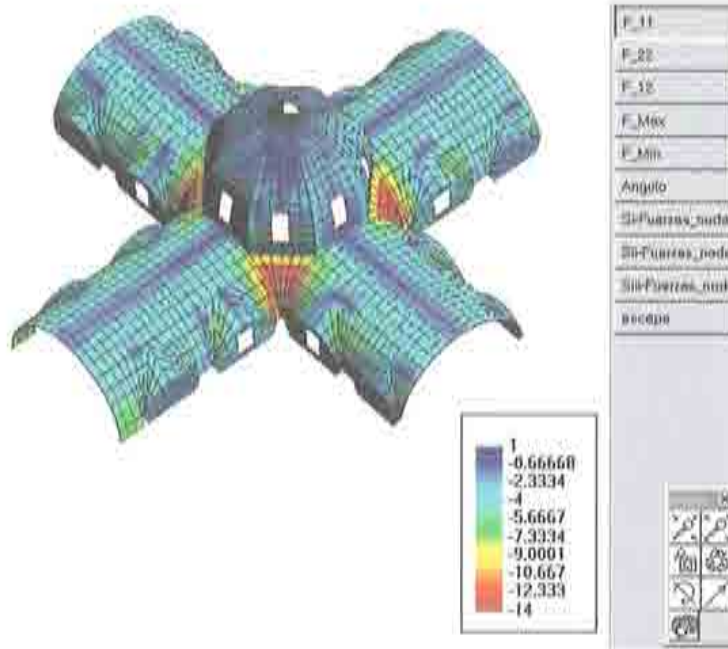 F_11
F_22
F_12
F_Max
F_Min
Angulo
escape
1
-0.66668
-2.3334
-4
-5.6667
-7.3334
-9.0001
-10.667
-12.333
-14